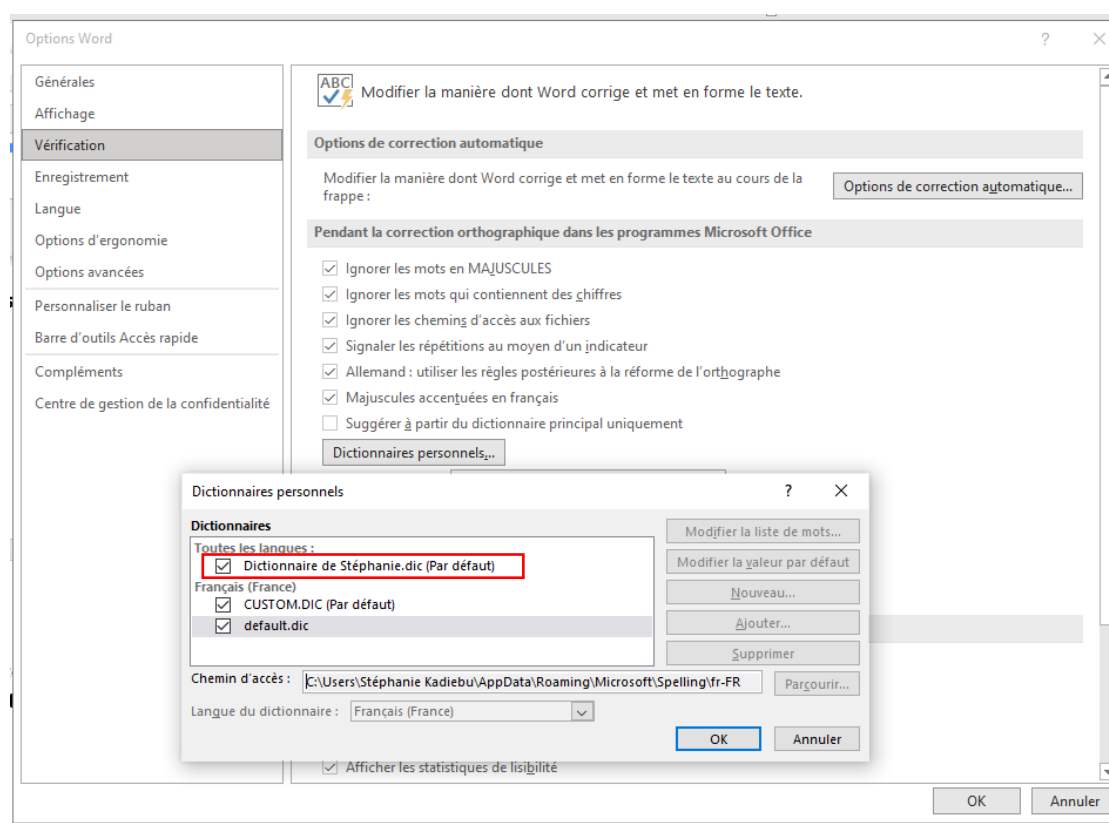 Options Word
?
Générales
Affichage
Vérification
Enregistrement
Langue
Options d'ergonomie
Options avancées
Personnaliser le ruban
Barre d'outils Accès rapide
Compléments
Centre de gestion de la confidentialité
ABC
Modifier la manière dont Word corrige et met en forme le texte.
Options de correction automatique
Modifier la manière dont Word corrige et met en forme le texte au cours de la
frappe :
Options de correction automatique...
Pendant la correction orthographique dans les programmes Microsoft Office
Ignorer les mots en MAJUSCULES
Ignorer les mots qui contiennent des chiffres
Ignorer les chemins d'accès aux fichiers
Signaler les répétitions au moyen d'un indicateur
Allemand : utiliser les règles postérieures à la réforme de l'orthographe
Majuscules accentuées en français
Suggérer à partir du dictionnaire principal uniquement
Dictionnaires personnels...
Dictionnaires personnels
?
Dictionnaires
Toutes les langues :
Dictionnaire de Stéphanie.dic (Par défaut)
Français (France)
CUSTOM.DIC (Par défaut)
default.dic
Modifier la liste de mots...
Modifier la valeur par défaut
Nouveau...
Ajouter...
Supprimer
Chemin d'accès :
C:\Users\Stéphanie Kadiebu\AppData\Roaming\Microsoft\Spelling\fr-FR
Parcourir...
Langue du dictionnaire :
Français (France)
OK
Annuler
Afficher les statistiques de lisibilité
OK
Annuler